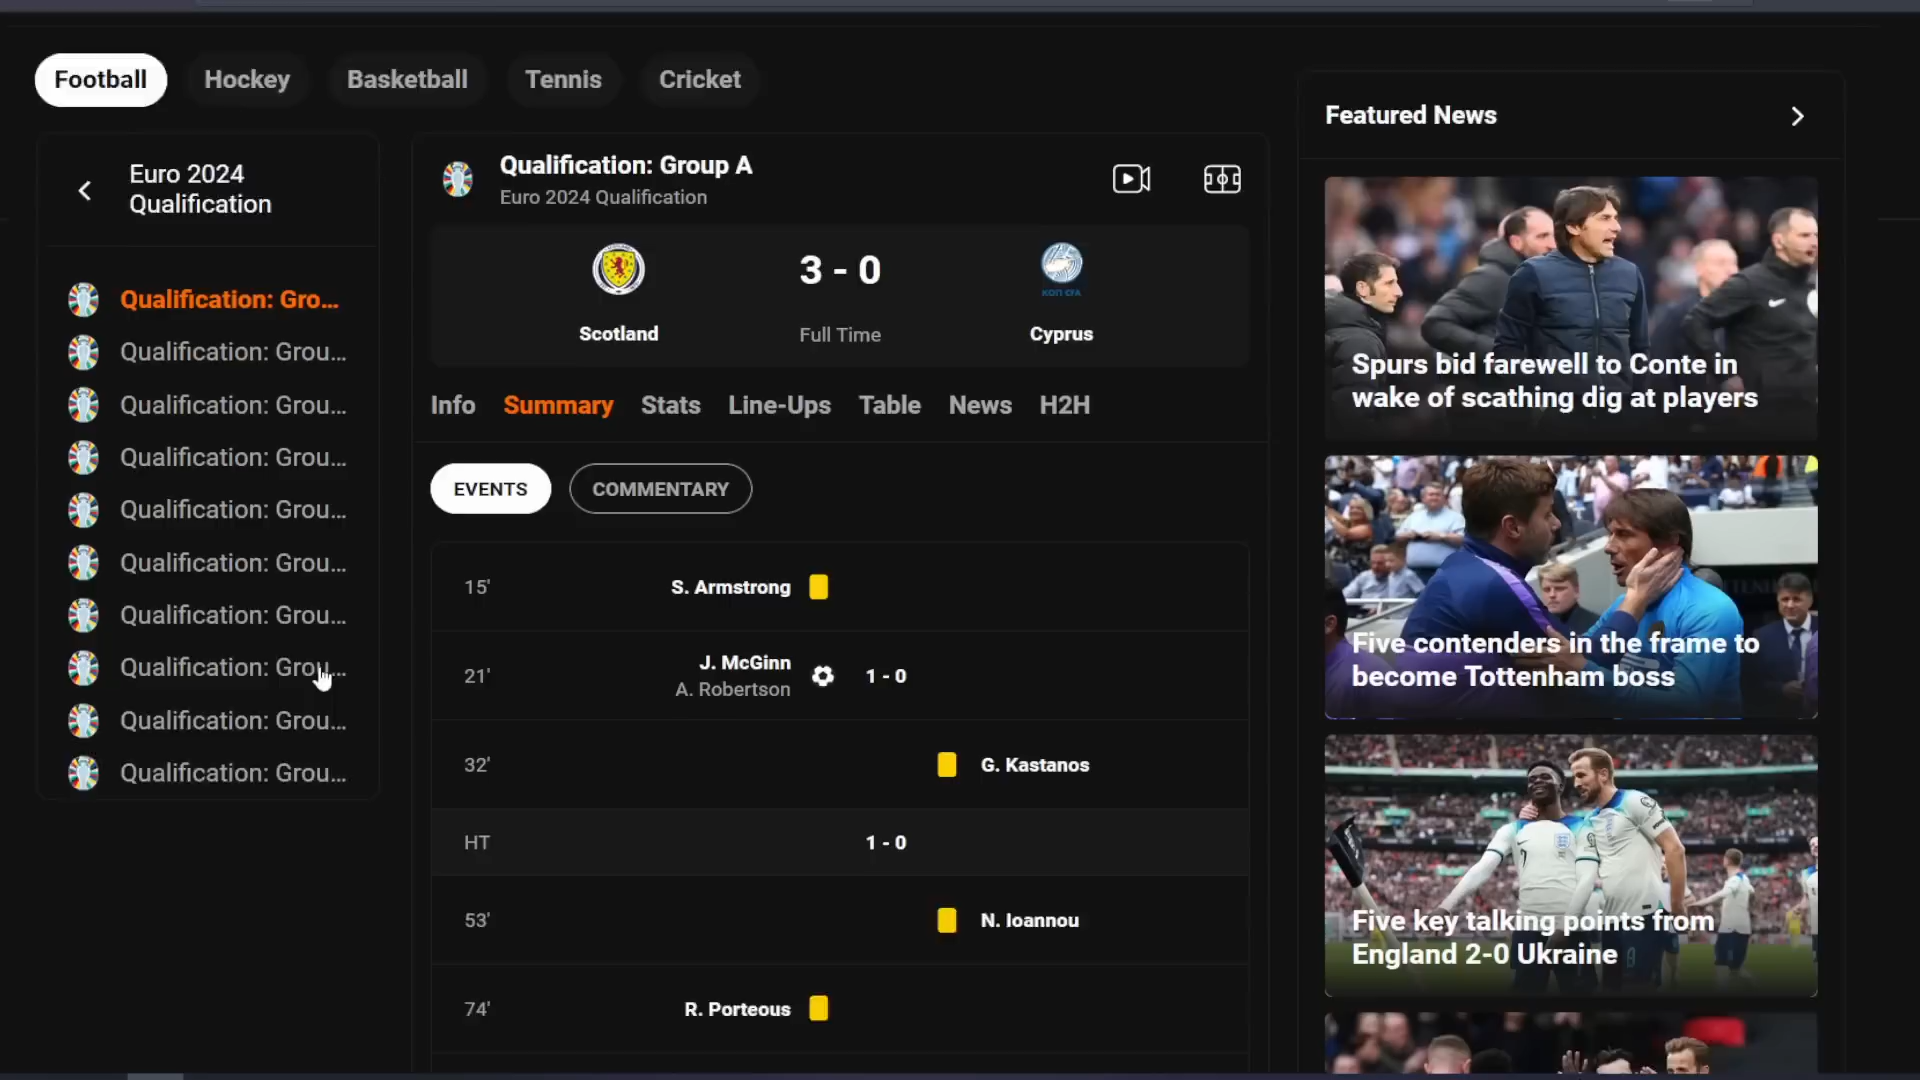 Football
Hockey
Basketball
Tennis
Cricket
Euro 2024
Qualification
Qualification: Gro...
Qualification: Grou...
Qualification: Grou...
Qualification: Grou...
Qualification: Grou...
Qualification: Grou...
Qualification: Grou...
Qualification: Grou...
Qualification: Grou...
Qualification: Grou...
Qualification: Group A
Euro 2024 Qualification
3 - 0
ΚΟΠ CFA
Scotland
Full Time
Cyprus
Info
Summary
Stats
Line-Ups
Table
News
H2H
EVENTS
COMMENTARY
15'
S. Armstrong
21'
J. McGinn
A. Robertson
1 - 0
32'
G. Kastanos
HT
1 - 0
53'
N. Ioannou
74'
R. Porteous
Featured News
Spurs bid farewell to Conte in
wake of scathing dig at players
Five contenders in the frame to
become Tottenham boss
Five key talking points from
England 2-0 Ukraine